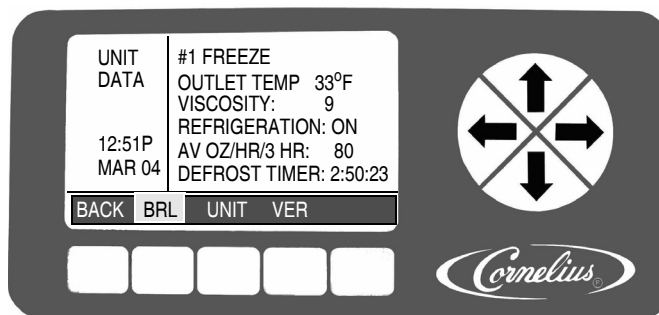 UNIT
DATA
12:51P
MAR 04
#1 FREEZE
OUTLET TEMP 33°F
VISCOSITY: 9
REFRIGERATION: ON
AV OZ/HR/3 HR: 80
DEFROST TIMER: 2:50:23
BACK BRL UNIT VER
Cornelius®